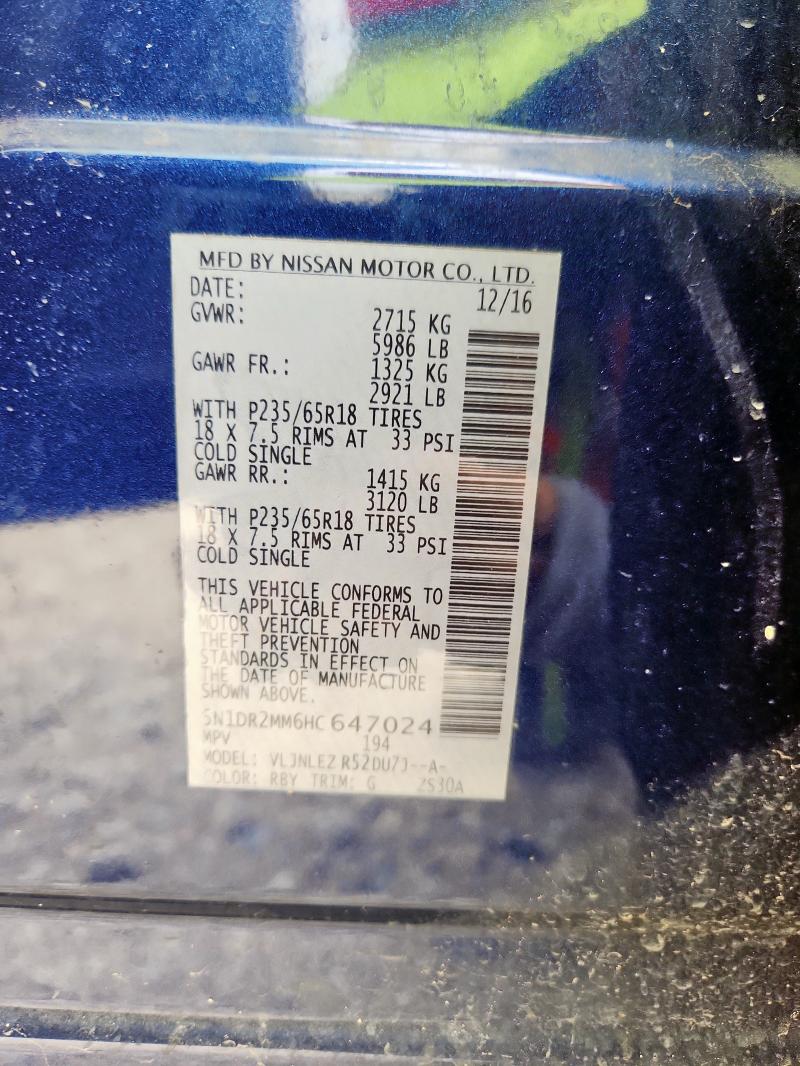 MFD BY NISSAN MOTOR CO., LTD.
DATE: 12/16
GVWR: 2715 KG
5986 LB
GAWR FR.: 1325 KG
2921 LB
WITH P235/65R18 TIRES
18 X 7.5 RIMS AT 33 PSI
COLD SINGLE
GAWR RR.: 1415 KG
3120 LB
WITH P235/65R18 TIRES
18 X 7.5 RIMS AT 33 PSI
COLD SINGLE
THIS VEHICLE CONFORMS TO
ALL APPLICABLE FEDERAL
MOTOR VEHICLE SAFETY AND
THEFT PREVENTION
STANDARDS IN EFFECT ON
THE DATE OF MANUFACTURE
SHOWN ABOVE.
5N1DR2MM6HC647024
MPV 194
MODEL: VLJNLEZ R52DU7J--A-
COLOR: RBY TRIM: G ZS30A